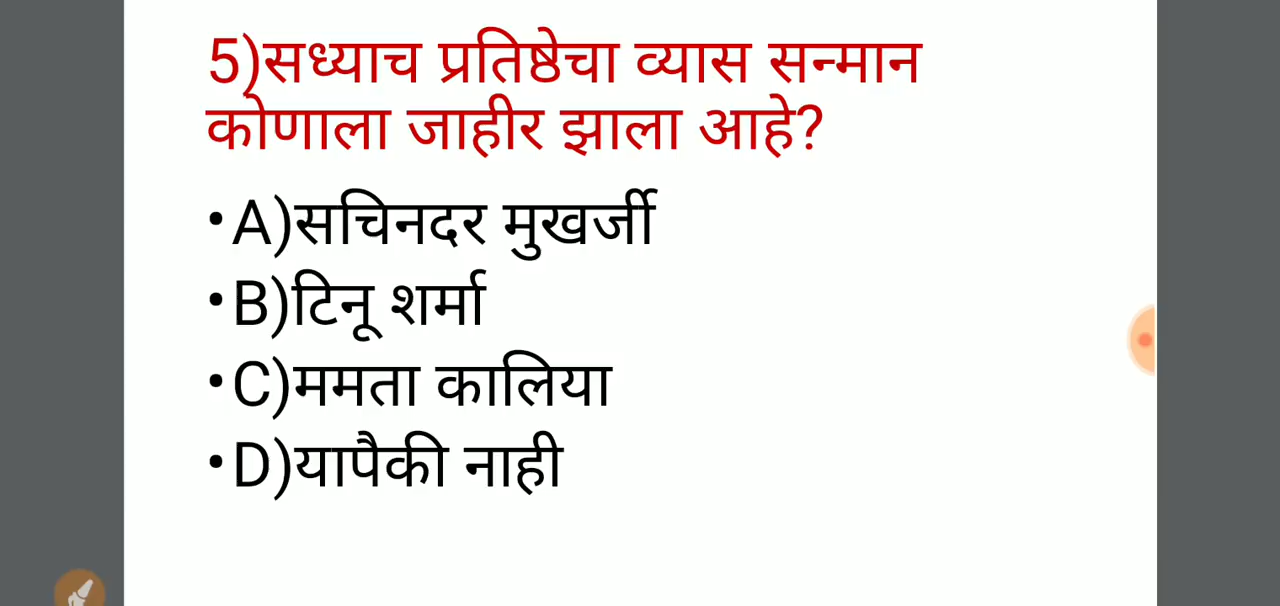 5)सध्याच प्रतिष्ठेचा व्यास सन्मान
कोणाला जाहीर झाला आहे?
•A)सचिनदर मुखर्जी
•B)टिनू शर्मा
•C)ममता कालिया
•D)यापैकी नाही